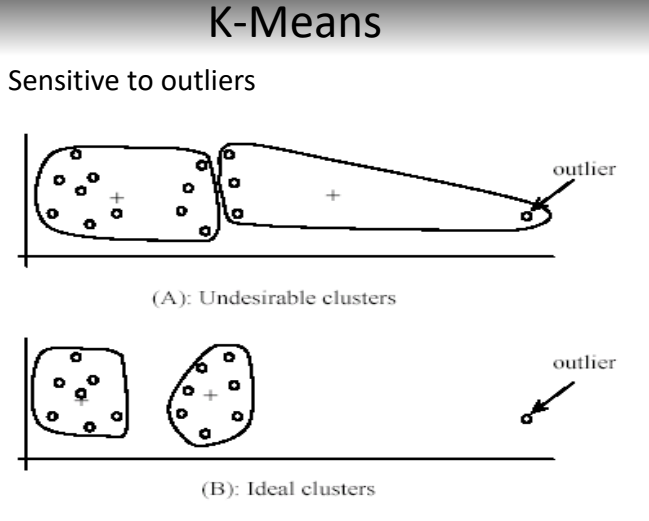 K-Means
Sensitive to outliers
outlier
(A): Undesirable clusters
outlier
(B): Ideal clusters